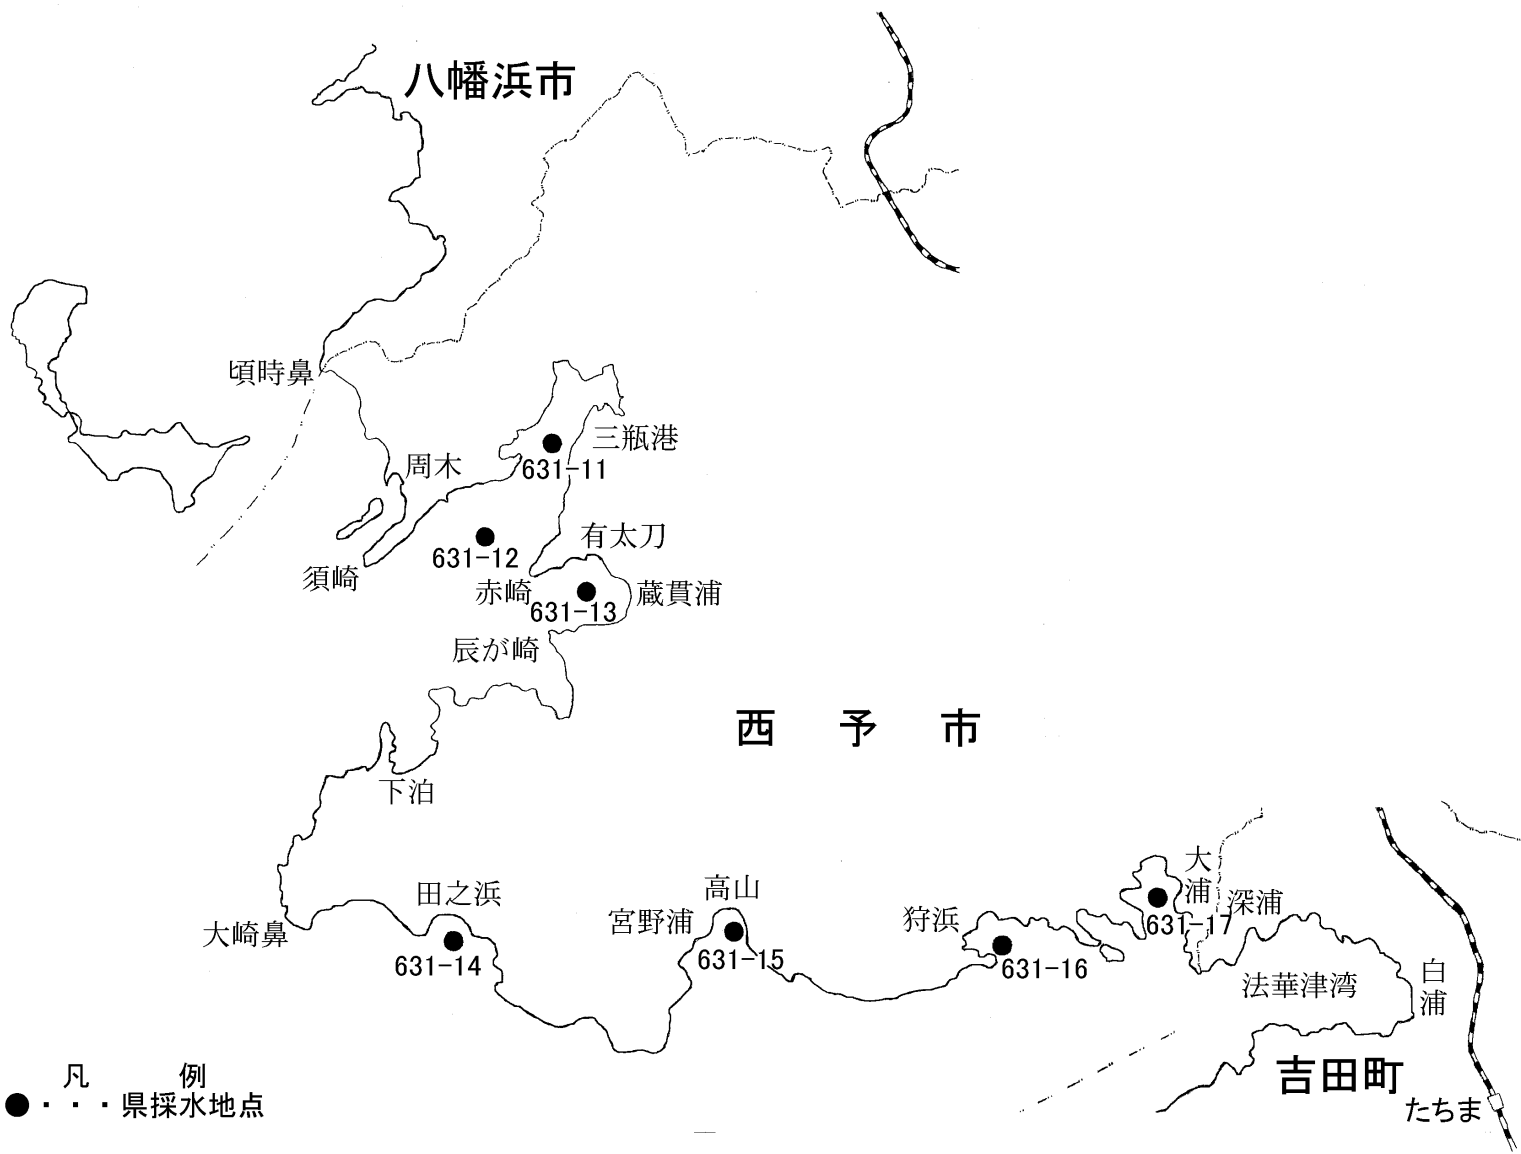 八幡浜市
頃時鼻
三瓶港
周木
631-11
有太刀
631-12
須崎
赤崎
蔵貫浦
631-13
辰が崎
西予市
下泊
大浦
田之浜
高山
深浦
宮野浦
狩浜
631-17
大崎鼻
631-14
631-15
631-16
法華津湾
白浦
吉田町
凡例
●・・・県採水地点
たちま